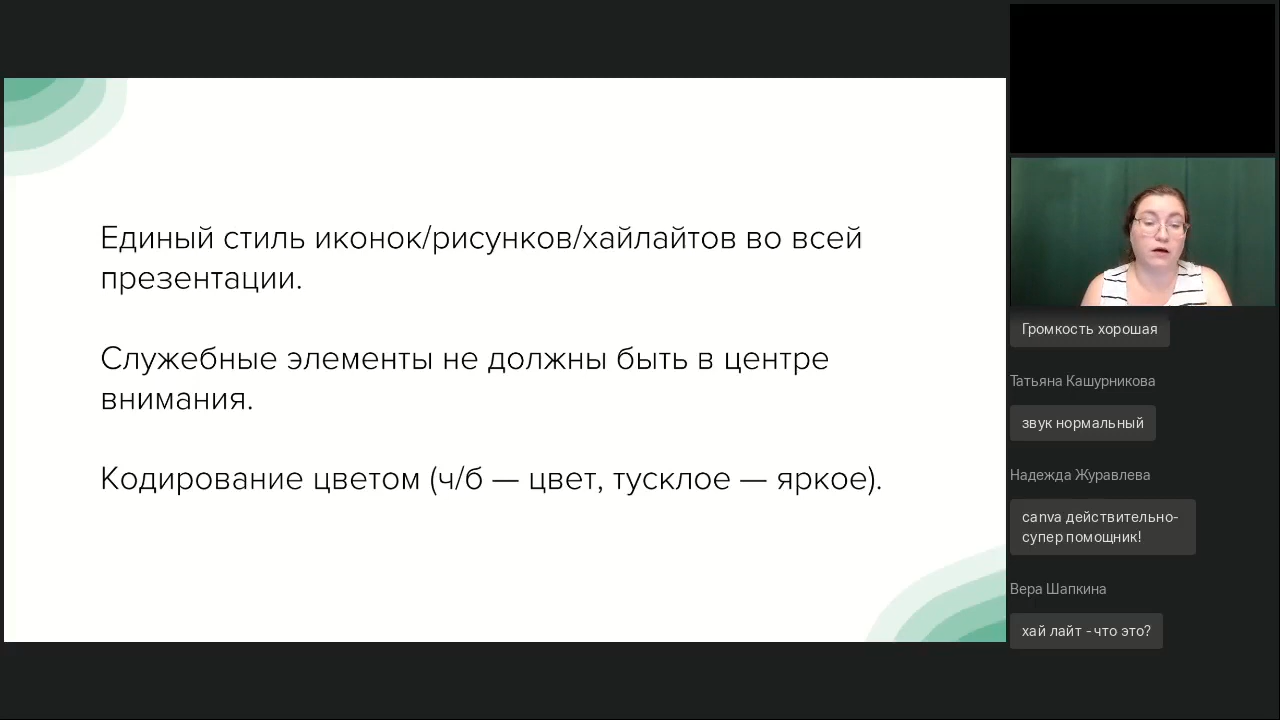 Единый стиль иконок/рисунков/хайлайтов во всей
презентации.
Служебные элементы не должны быть в центре
внимания.
Кодирование цветом (ч/б — цвет, тусклое — яркое).
Громкость хорошая
Татьяна Кашурникова
звук нормальный
Надежда Журавлева
canva действительно-
супер помощник!
Вера Шапкина
хай лайт - что это?